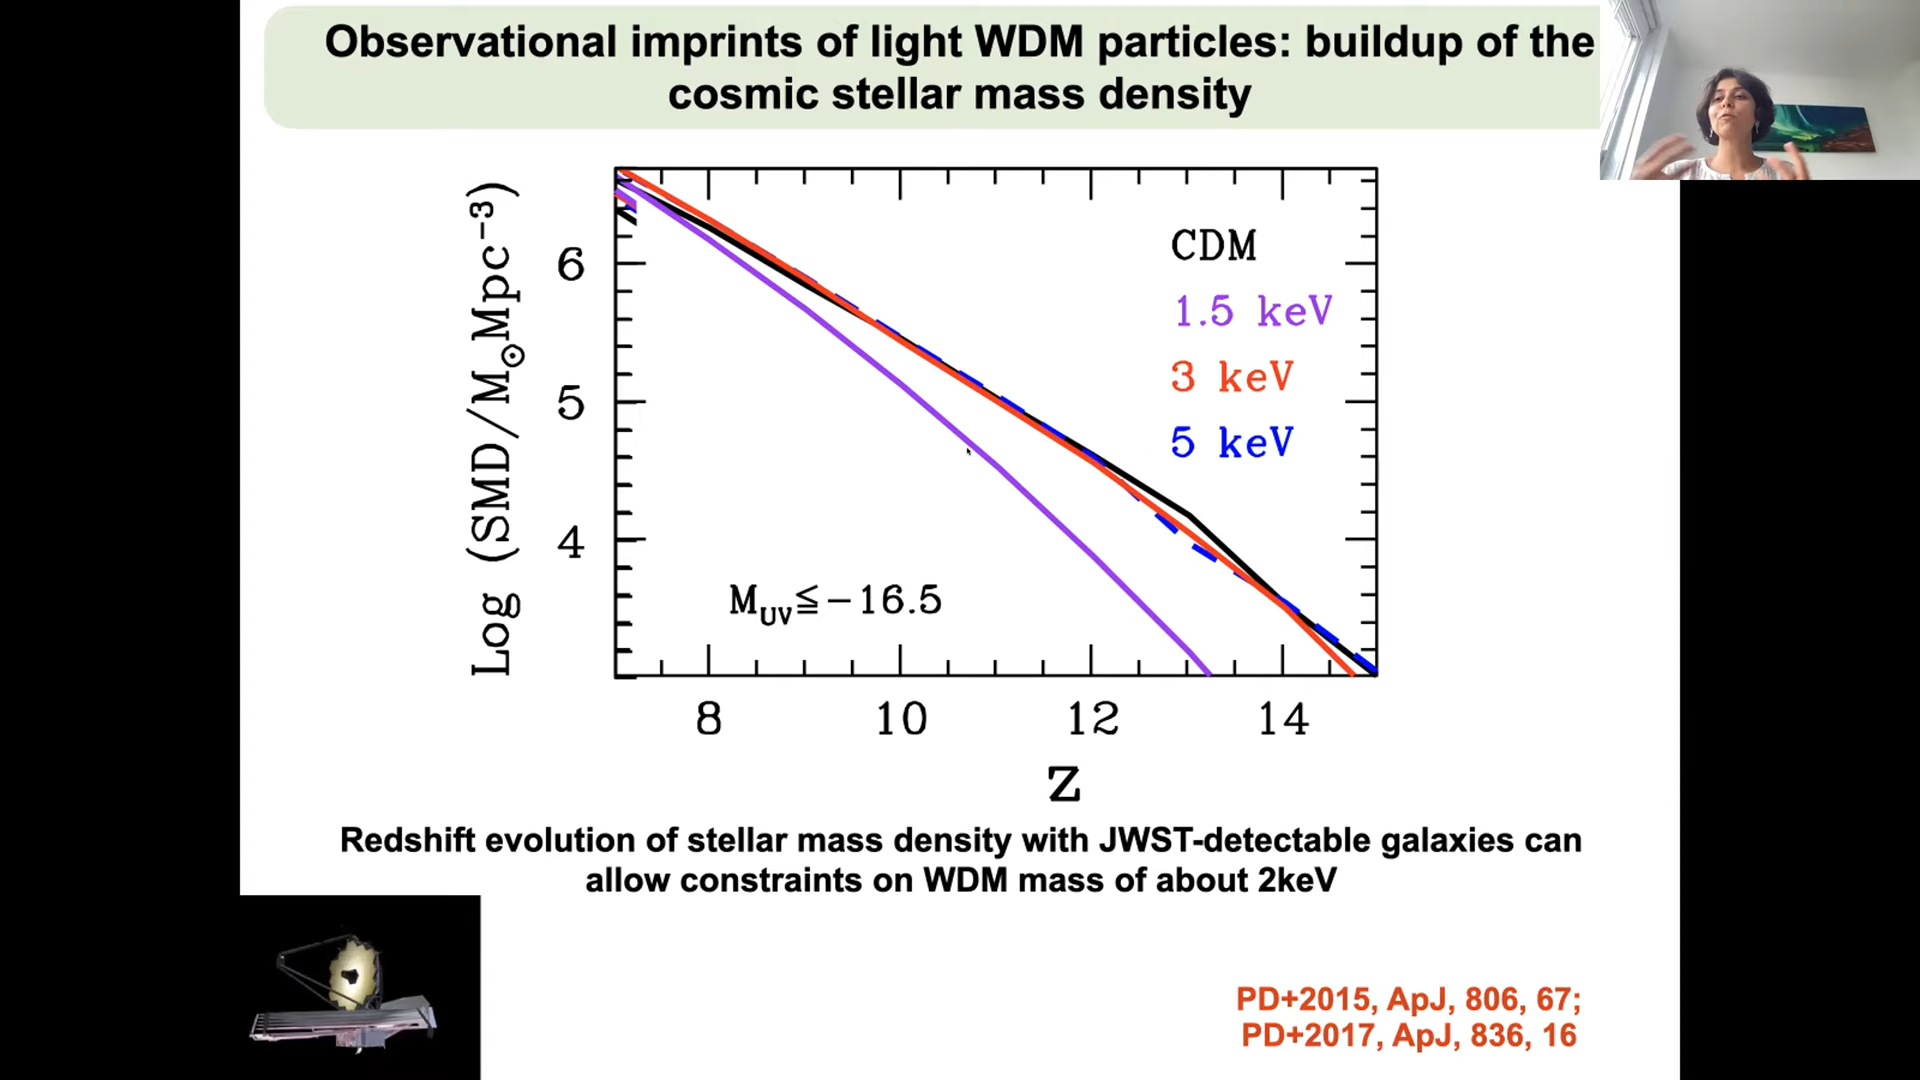 Observational imprints of light WDM particles: buildup of the
cosmic stellar mass density
Log (SMD/M⊙Mpc⁻³)
6
5
4
CDM
1.5 keV
3 keV
5 keV
M_UV≦−16.5
8 10 12 14
z
Redshift evolution of stellar mass density with JWST-detectable galaxies can
allow constraints on WDM mass of about 2keV
PD+2015, ApJ, 806, 67;
PD+2017, ApJ, 836, 16